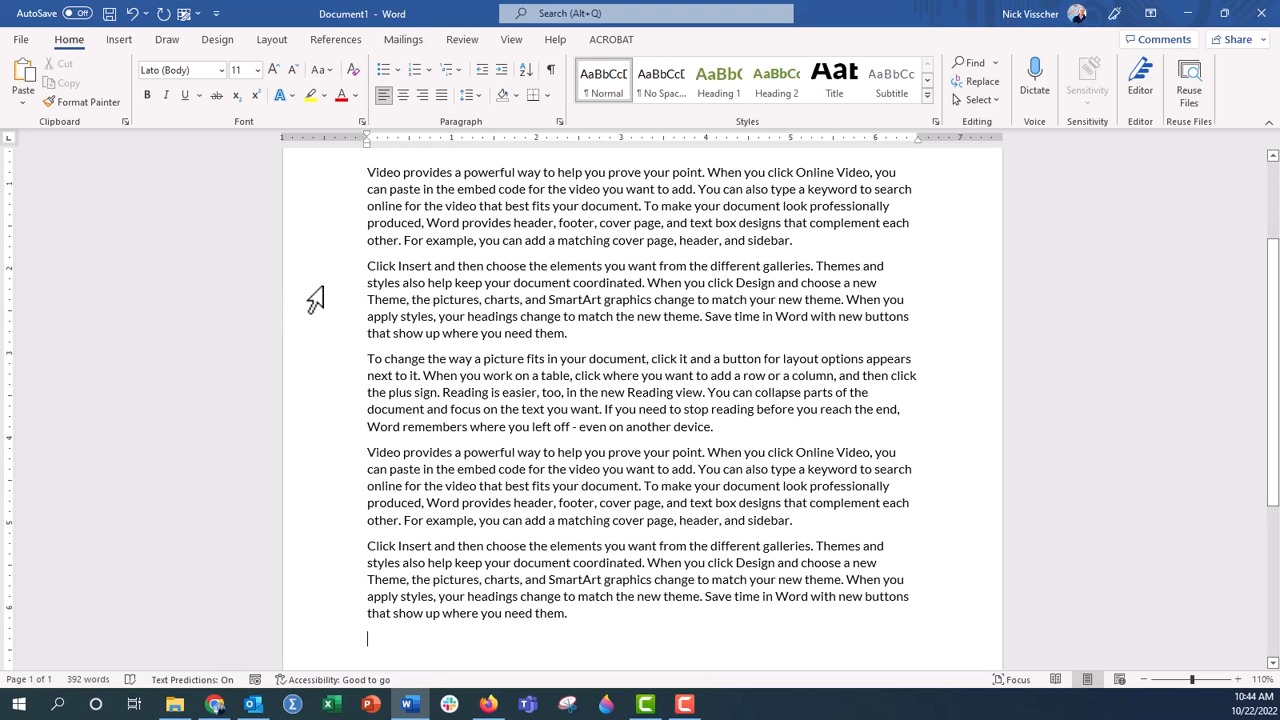 AutoSave Off Document1 - Word Search (Alt+Q) Nick Visscher
File Home Insert Draw Design Layout References Mailings Review View Help ACROBAT Comments Share
Paste Cut Copy Format Painter
Lato (Body) 11
AaBbCcD AaBbCcD AaBbC AaBbCc AaB AaBbCcD
¶ Normal ¶ No Spac... Heading 1 Heading 2 Title Subtitle
Find Replace Select
Dictate Sensitivity Editor Reuse Files
Clipboard Font Paragraph Styles Editing Voice Sensitivity Editor Reuse Files
1 1 2 3 4 5 6 7
Video provides a powerful way to help you prove your point. When you click Online Video, you
can paste in the embed code for the video you want to add. You can also type a keyword to search
online for the video that best fits your document. To make your document look professionally
produced, Word provides header, footer, cover page, and text box designs that complement each
other. For example, you can add a matching cover page, header, and sidebar.
Click Insert and then choose the elements you want from the different galleries. Themes and
styles also help keep your document coordinated. When you click Design and choose a new
Theme, the pictures, charts, and SmartArt graphics change to match your new theme. When you
apply styles, your headings change to match the new theme. Save time in Word with new buttons
that show up where you need them.
To change the way a picture fits in your document, click it and a button for layout options appears
next to it. When you work on a table, click where you want to add a row or a column, and then click
the plus sign. Reading is easier, too, in the new Reading view. You can collapse parts of the
document and focus on the text you want. If you need to stop reading before you reach the end,
Word remembers where you left off - even on another device.
Video provides a powerful way to help you prove your point. When you click Online Video, you
can paste in the embed code for the video you want to add. You can also type a keyword to search
online for the video that best fits your document. To make your document look professionally
produced, Word provides header, footer, cover page, and text box designs that complement each
other. For example, you can add a matching cover page, header, and sidebar.
Click Insert and then choose the elements you want from the different galleries. Themes and
styles also help keep your document coordinated. When you click Design and choose a new
Theme, the pictures, charts, and SmartArt graphics change to match your new theme. When you
apply styles, your headings change to match the new theme. Save time in Word with new buttons
that show up where you need them.
Page 1 of 1 392 words Text Predictions: On Accessibility: Good to go Focus 110%
10:44 AM
10/22/2022